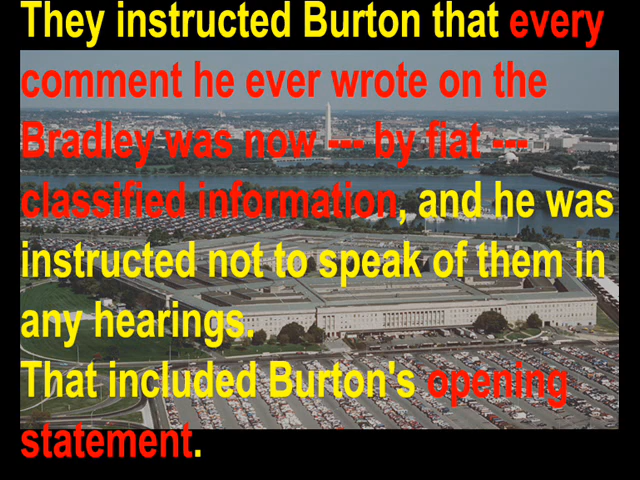 They instructed Burton that every
comment he ever wrote on the
Bradley was now --- by fiat ---
classified information, and he was
instructed not to speak of them in
any hearings.
That included Burton's opening
statement.